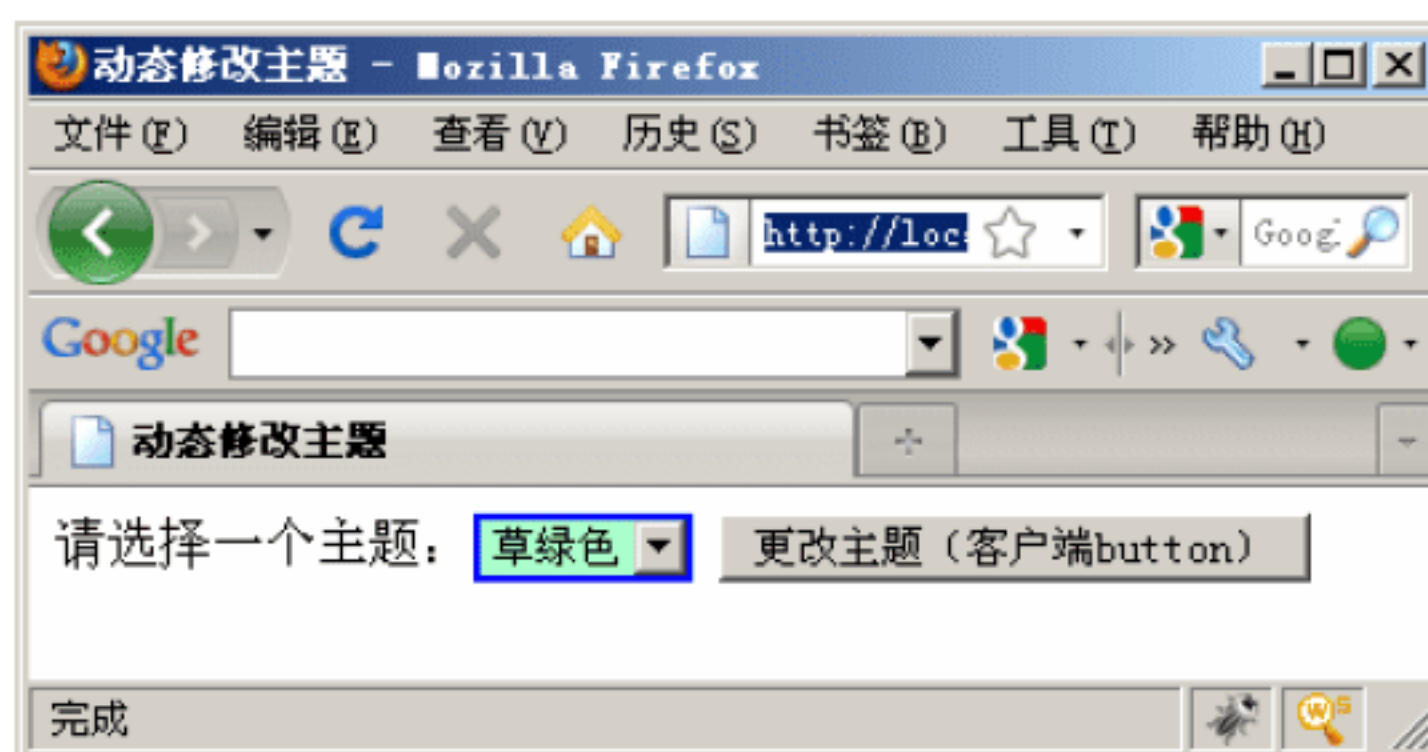 动态修改主题 - Mozilla Firefox
文件(F) 编辑(E) 查看(V) 历史(S) 书签(B) 工具(T) 帮助(H)
http://loc Goog
Google
动态修改主题
请选择一个主题： 草绿色 更改主题（客户端button）
完成